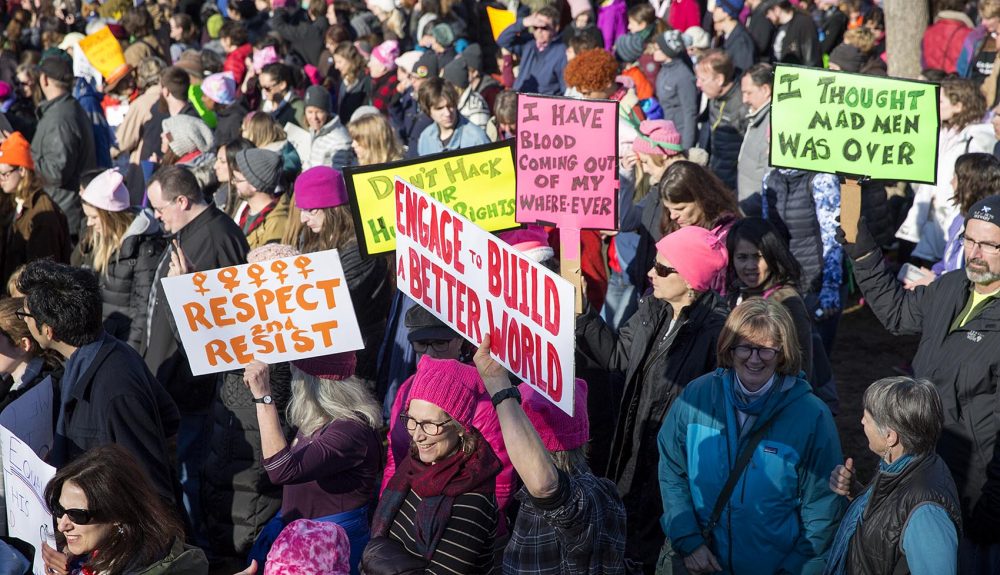 RESPECT
and
RESIST
DON'T HACK
OUR
RIGHTS
ENGAGE TO BUILD
A BETTER WORLD
I HAVE
BLOOD
COMING OUT
OF MY
WHERE-EVER
I THOUGHT
MAD MEN
WAS OVER